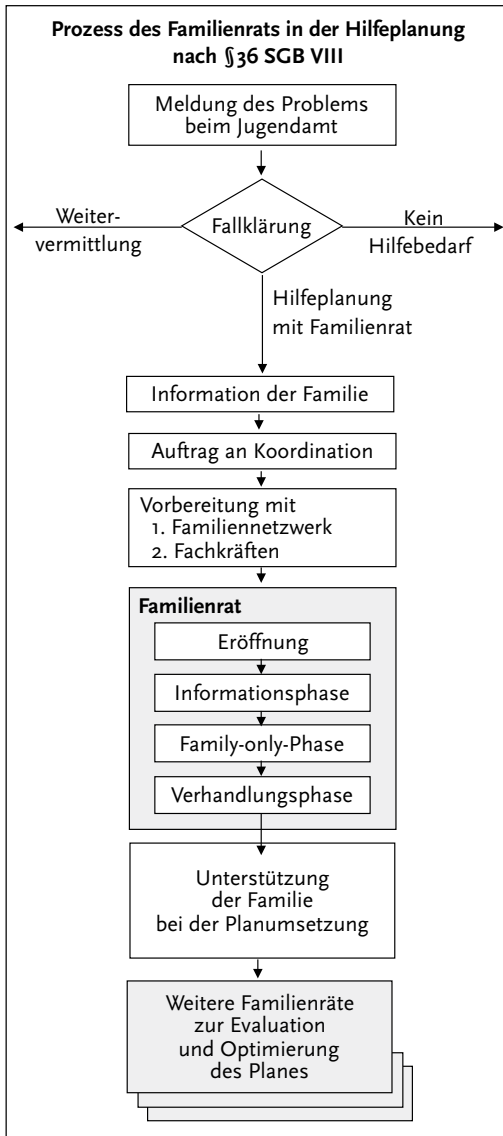 Prozess des Familienrats in der Hilfeplanung
nach §36 SGB VIII
Meldung des Problems
beim Jugendamt
Weiter-
vermittlung
Fallklärung
Kein
Hilfebedarf
Hilfeplanung
mit Familienrat
Information der Familie
Auftrag an Koordination
Vorbereitung mit
1. Familiennetzwerk
2. Fachkräften
Familienrat
Eröffnung
Informationsphase
Family-only-Phase
Verhandlungsphase
Unterstützung
der Familie
bei der Planumsetzung
Weitere Familienräte
zur Evaluation
und Optimierung
des Planes